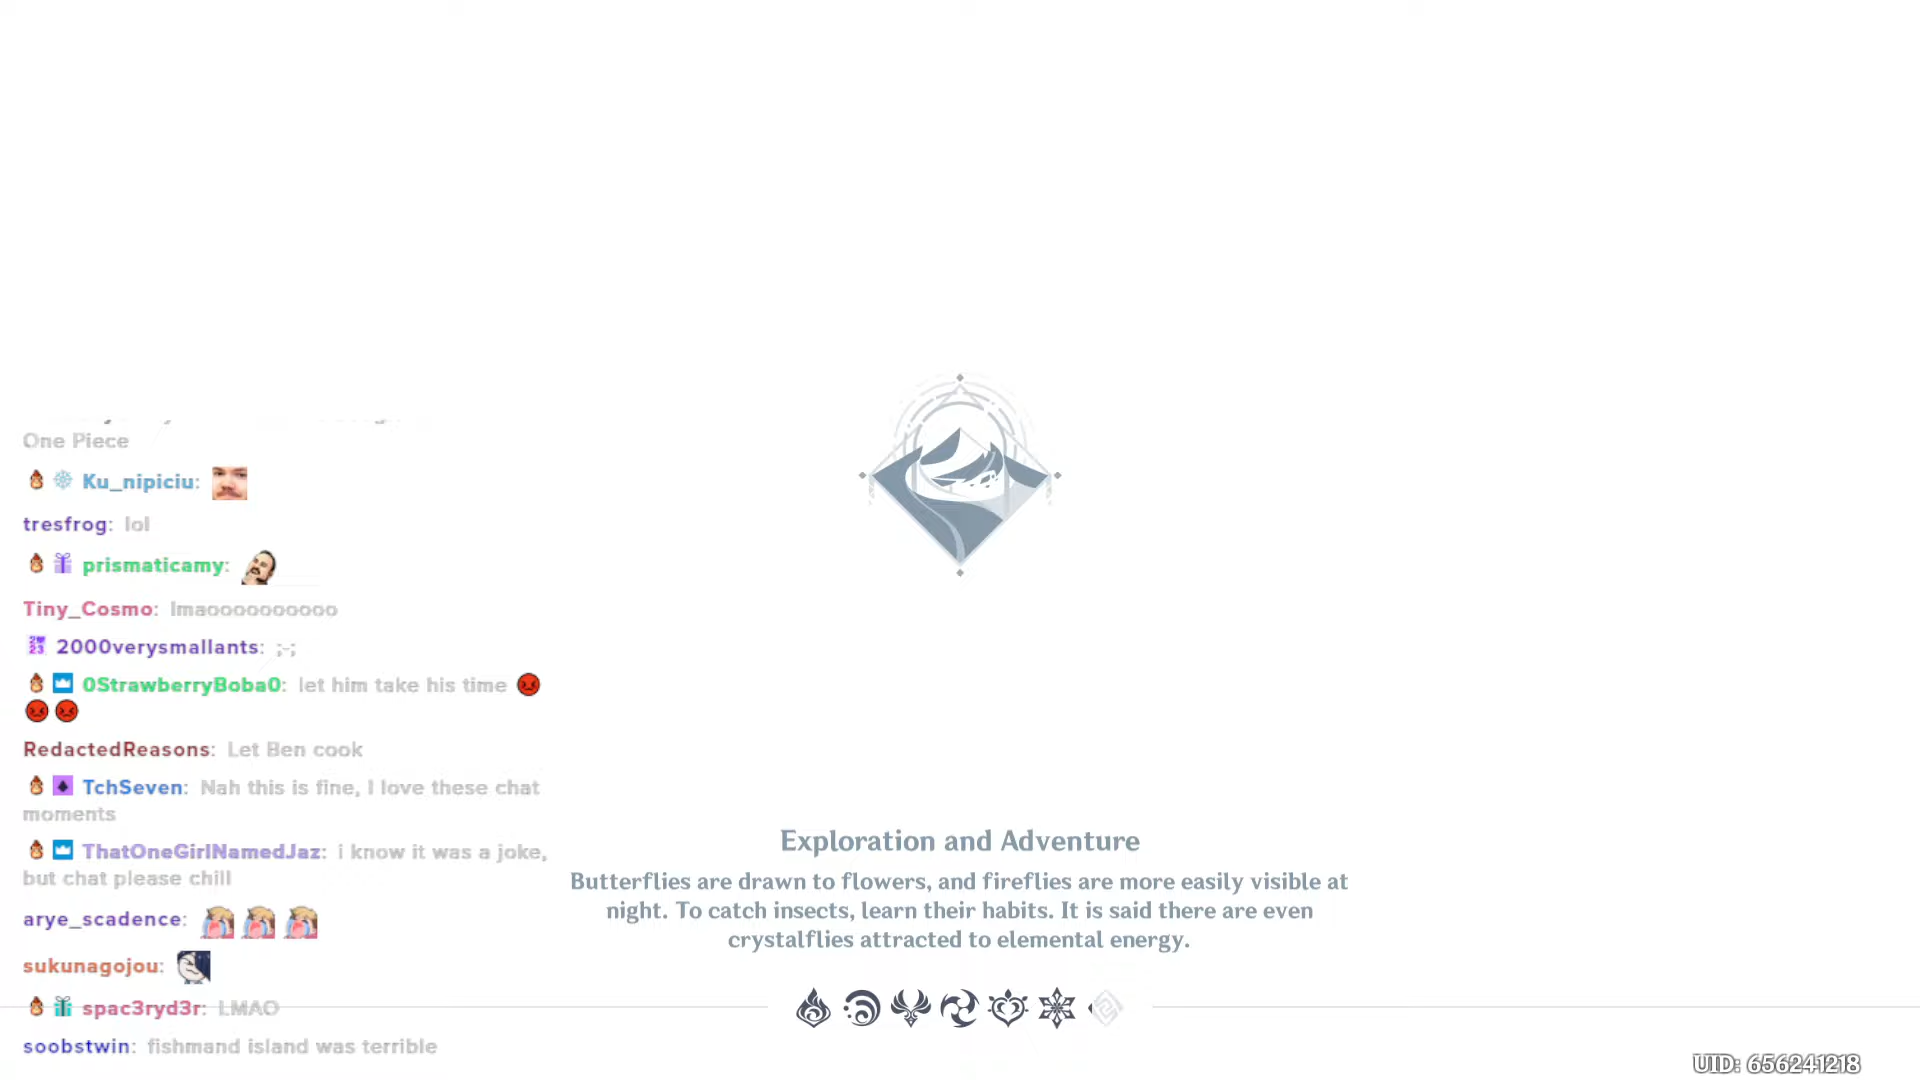 One Piece
Ku_nipiciu:
tresfrog: lol
prismaticamy:
Tiny_Cosmo: lmaoooooooooo
2000verysmallants: ;-;
0StrawberryBoba0: let him take his time
RedactedReasons: Let Ben cook
TchSeven: Nah this is fine, I love these chat
moments
ThatOneGirlNamedJaz: i know it was a joke,
but chat please chill
arye_scadence:
sukunagojou:
spac3ryd3r: LMAO
soobstwin: fishmand island was terrible
Exploration and Adventure
Butterflies are drawn to flowers, and fireflies are more easily visible at
night. To catch insects, learn their habits. It is said there are even
crystalflies attracted to elemental energy.
UID: 656241218